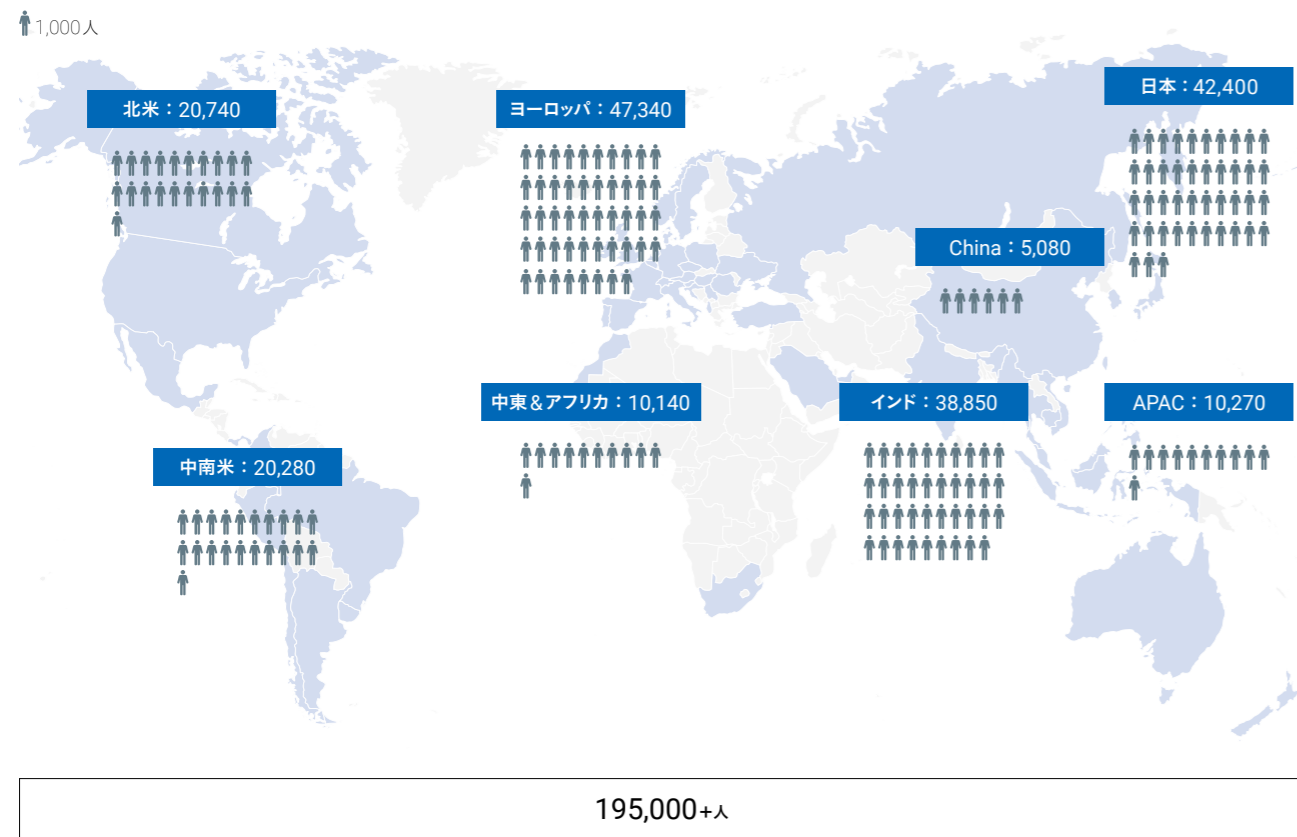 1,000人
北米：20,740
ヨーロッパ：47,340
日本：42,400
China：5,080
中東＆アフリカ：10,140
インド：38,850
APAC：10,270
中南米：20,280
195,000+人